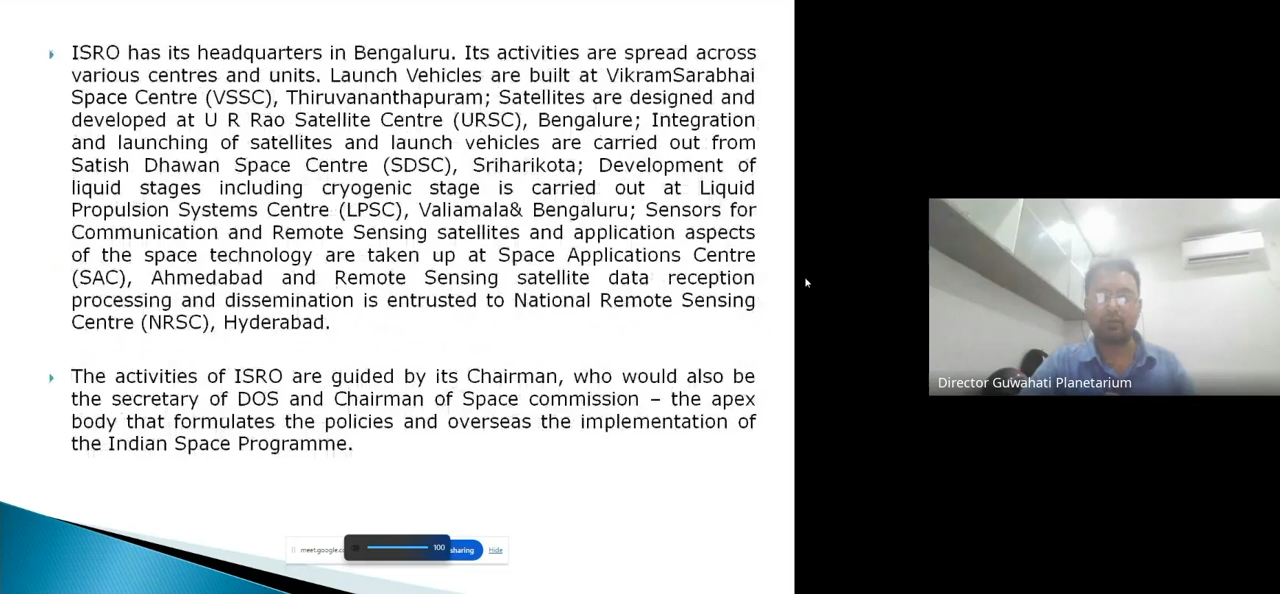 ISRO has its headquarters in Bengaluru. Its activities are spread across
various centres and units. Launch Vehicles are built at VikramSarabhai
Space Centre (VSSC), Thiruvananthapuram; Satellites are designed and
developed at U R Rao Satellite Centre (URSC), Bengalure; Integration
and launching of satellites and launch vehicles are carried out from
Satish Dhawan Space Centre (SDSC), Sriharikota; Development of
liquid stages including cryogenic stage is carried out at Liquid
Propulsion Systems Centre (LPSC), Valiamala& Bengaluru; Sensors for
Communication and Remote Sensing satellites and application aspects
of the space technology are taken up at Space Applications Centre
(SAC), Ahmedabad and Remote Sensing satellite data reception
processing and dissemination is entrusted to National Remote Sensing
Centre (NRSC), Hyderabad.
The activities of ISRO are guided by its Chairman, who would also be
the secretary of DOS and Chairman of Space commission – the apex
body that formulates the policies and overseas the implementation of
the Indian Space Programme.
meet.google.c 100 sharing Hide
Director Guwahati Planetarium